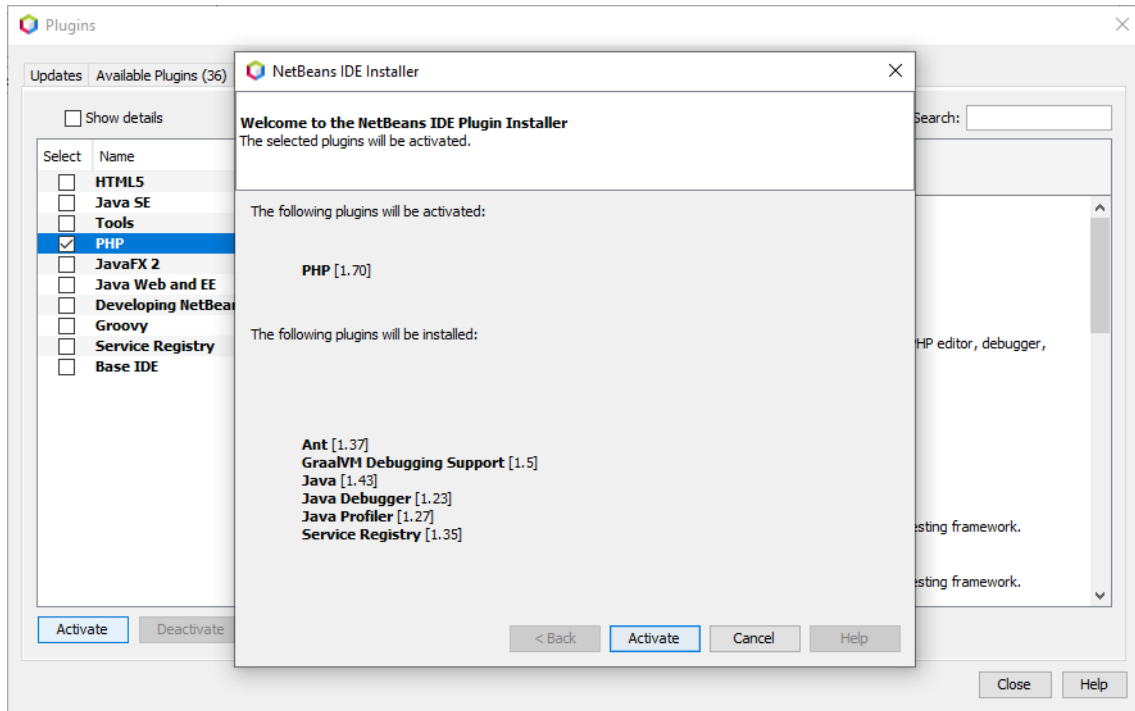 Plugins
Updates
Available Plugins (36)
Show details
Search:
Select Name
HTML5
Java SE
Tools
PHP
JavaFX 2
Java Web and EE
Developing NetBea
Groovy
Service Registry
Base IDE
HP editor, debugger,
esting framework.
esting framework.
Activate
Deactivate
NetBeans IDE Installer
Welcome to the NetBeans IDE Plugin Installer
The selected plugins will be activated.
The following plugins will be activated:
PHP [1.70]
The following plugins will be installed:
Ant [1.37]
GraalVM Debugging Support [1.5]
Java [1.43]
Java Debugger [1.23]
Java Profiler [1.27]
Service Registry [1.35]
< Back
Activate
Cancel
Help
Close
Help